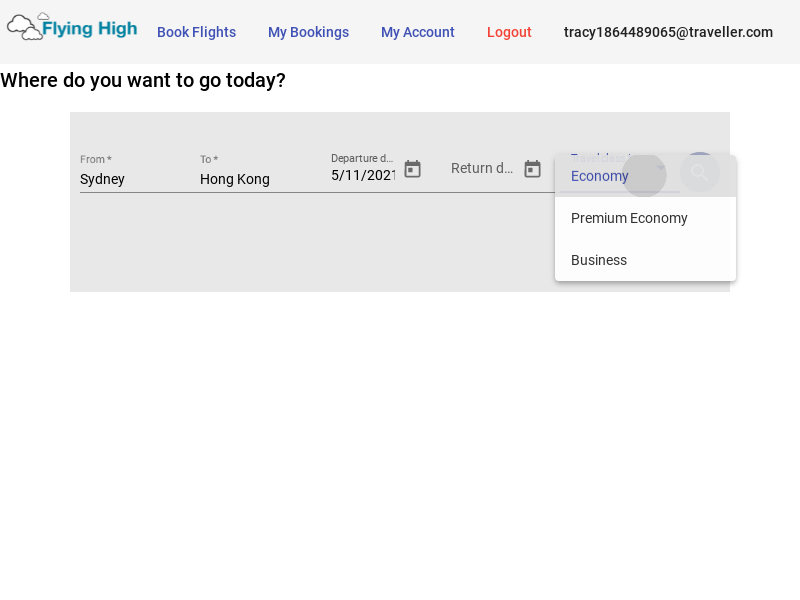 Flying High
Book Flights
My Bookings
My Account
Logout
tracy1864489065@traveller.com
Where do you want to go today?
From *
Sydney
To *
Hong Kong
Departure d...
5/11/2021
Return d...
Economy
Premium Economy
Business